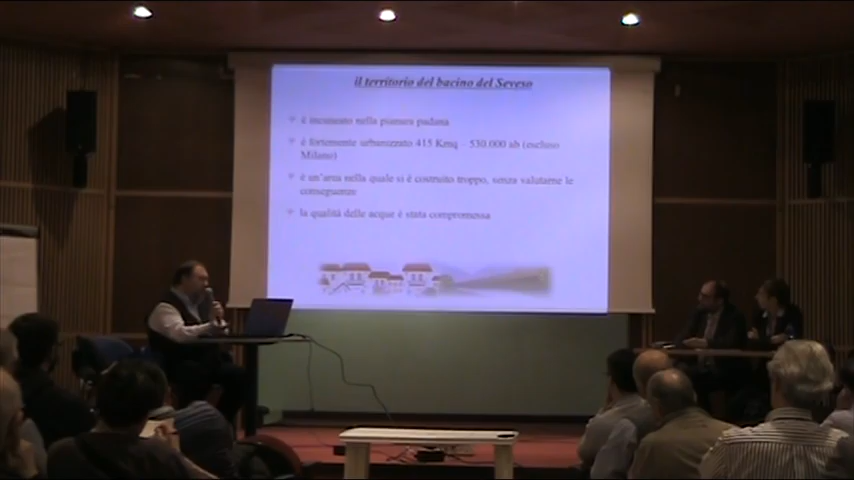 il territorio del bacino del Seveso
è incuneato nella pianura padana
è fortemente urbanizzato 415 Kmq – 530.000 ab (escluso
Milano)
è un'area nella quale si è costruito troppo, senza valutarne le
conseguenze
la qualità delle acque è stata compromessa